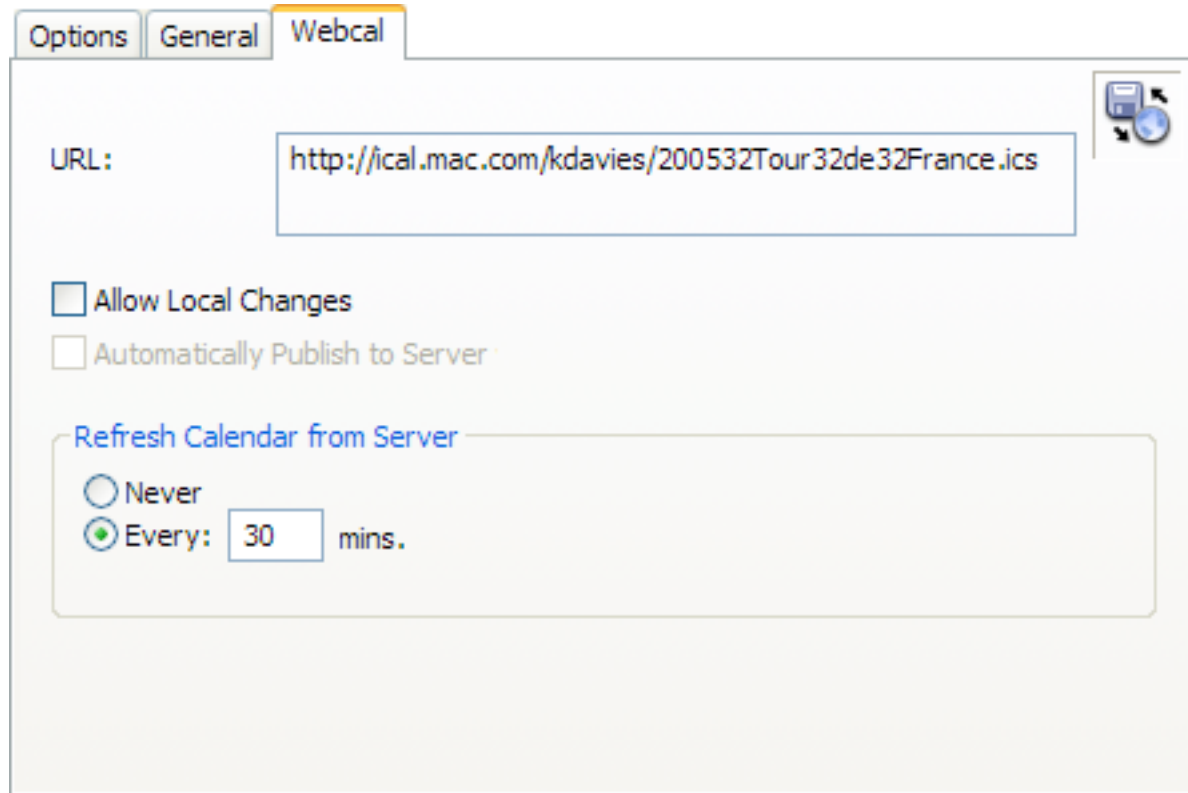 Options General Webcal
URL: http://ical.mac.com/kdavies/200532Tour32de32France.ics
Allow Local Changes
Automatically Publish to Server
Refresh Calendar from Server
Never
Every: 30 mins.